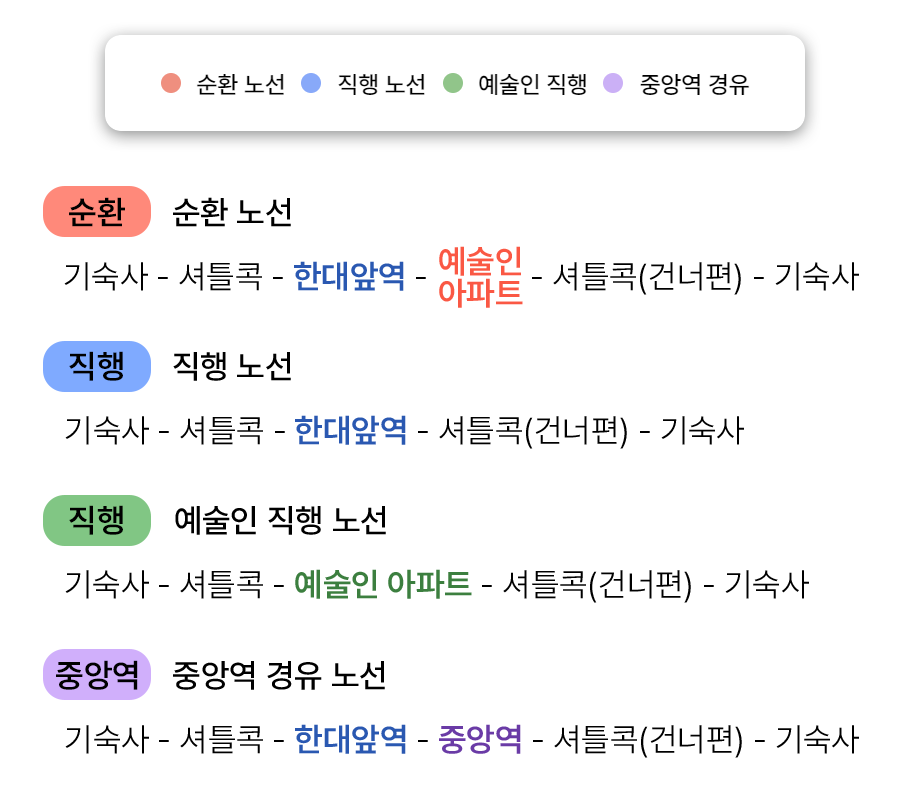 순환 노선 직행 노선 예술인 직행 중앙역 경유
순환 순환 노선
기숙사 - 셔틀콕 - 한대앞역 - 예술인 아파트 - 셔틀콕(건너편) - 기숙사
직행 직행 노선
기숙사 - 셔틀콕 - 한대앞역 - 셔틀콕(건너편) - 기숙사
직행 예술인 직행 노선
기숙사 - 셔틀콕 - 예술인 아파트 - 셔틀콕(건너편) - 기숙사
중앙역 중앙역 경유 노선
기숙사 - 셔틀콕 - 한대앞역 - 중앙역 - 셔틀콕(건너편) - 기숙사